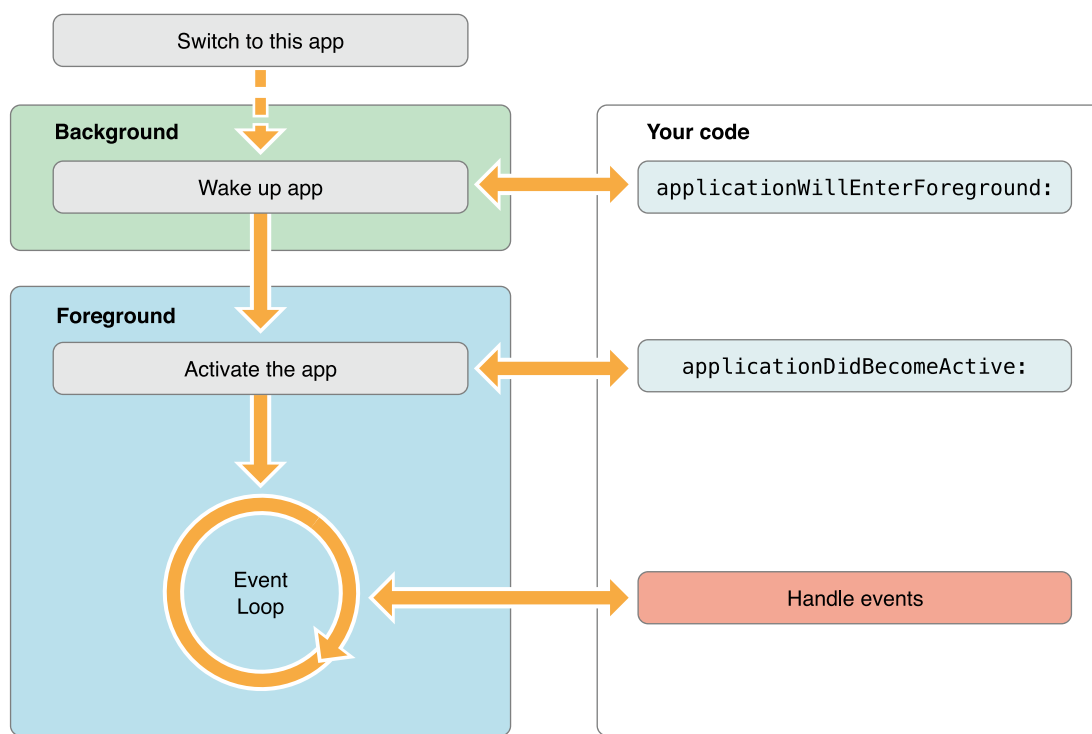 Switch to this app
Background
Your code
Wake up app
applicationWillEnterForeground:
Foreground
Activate the app
applicationDidBecomeActive:
Event
Loop
Handle events